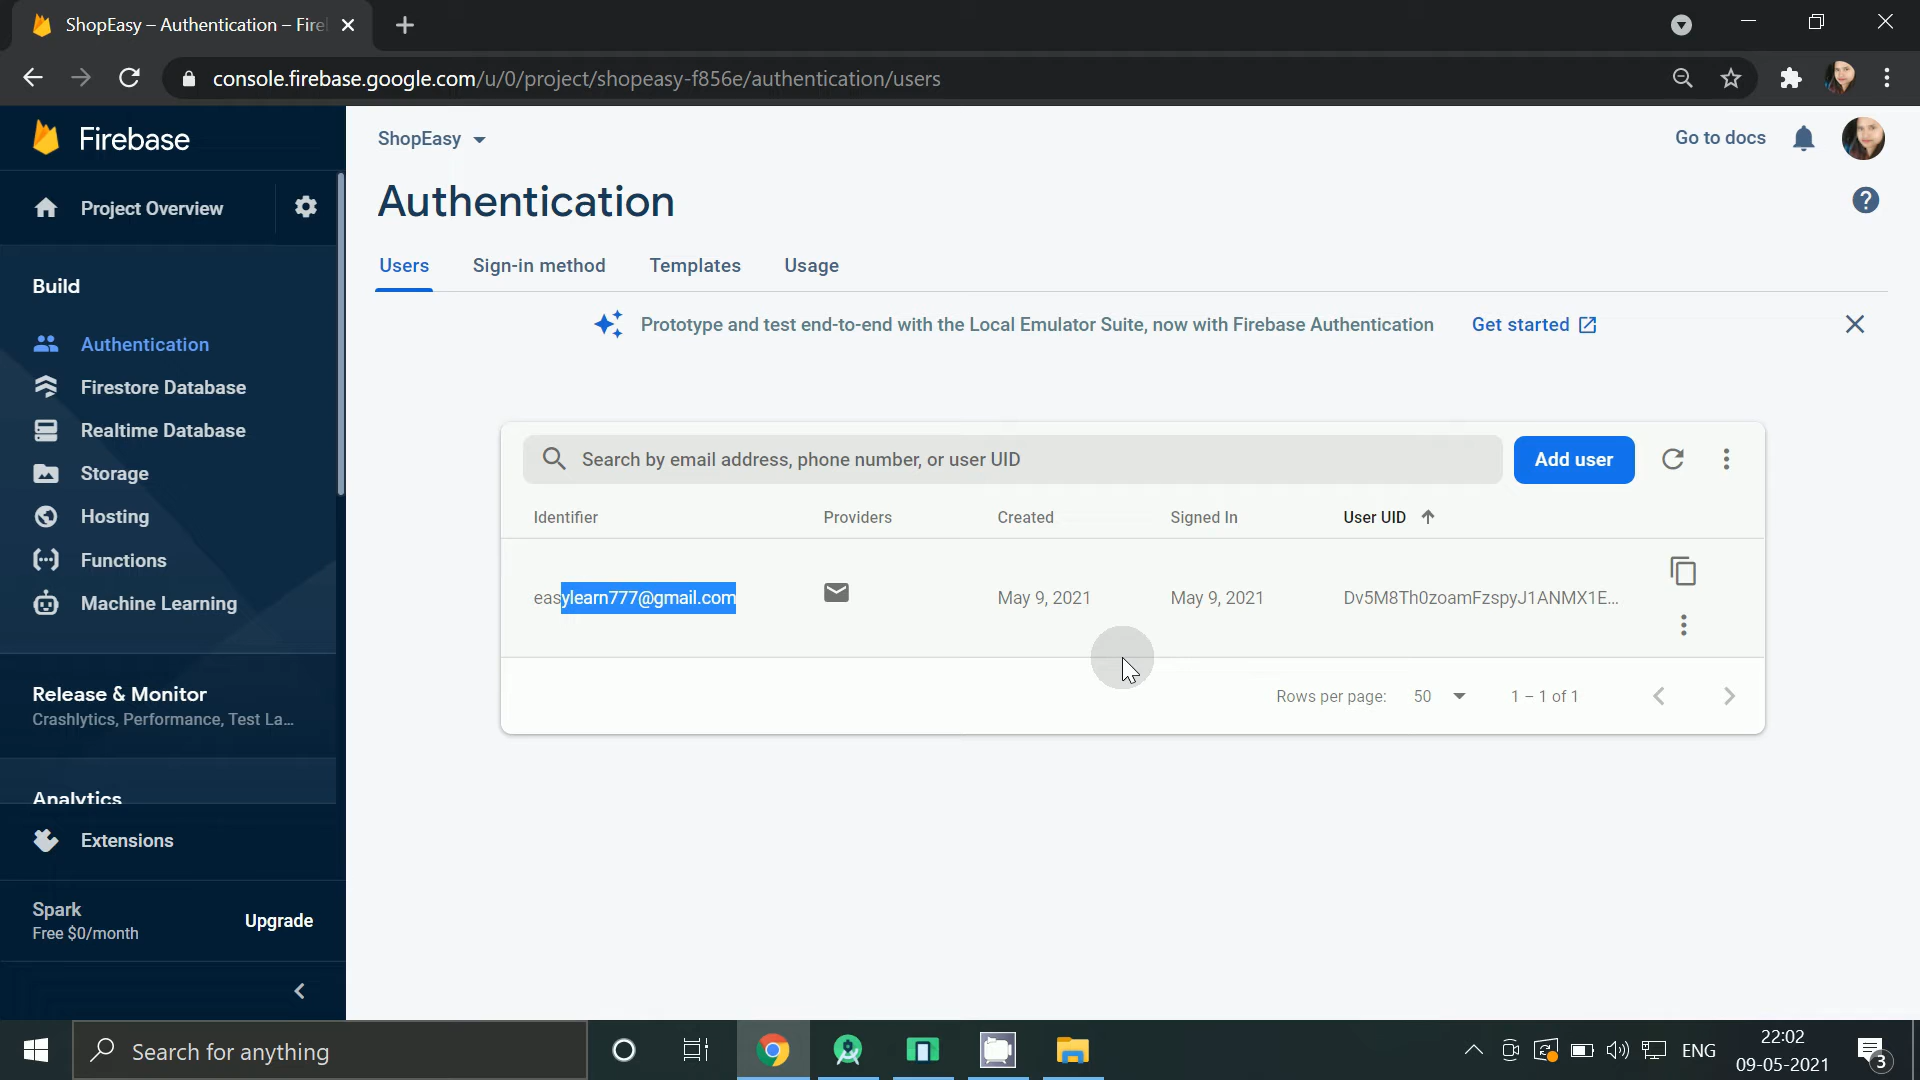 ShopEasy – Authentication – Fire
console.firebase.google.com/u/0/project/shopeasy-f856e/authentication/users
Firebase
ShopEasy
Go to docs
Project Overview
Authentication
Users
Sign-in method
Templates
Usage
Build
Prototype and test end-to-end with the Local Emulator Suite, now with Firebase Authentication
Get started
Authentication
Firestore Database
Realtime Database
Storage
Hosting
Functions
Machine Learning
Search by email address, phone number, or user UID
Add user
Identifier
Providers
Created
Signed In
User UID
easylearn777@gmail.com
May 9, 2021
May 9, 2021
Dv5M8Th0zoamFzspyJ1ANMX1E...
Rows per page:
50
1 – 1 of 1
Release & Monitor
Crashlytics, Performance, Test La...
Analytics
Extensions
Spark
Free $0/month
Upgrade
Search for anything
ENG
22:02
09-05-2021
3